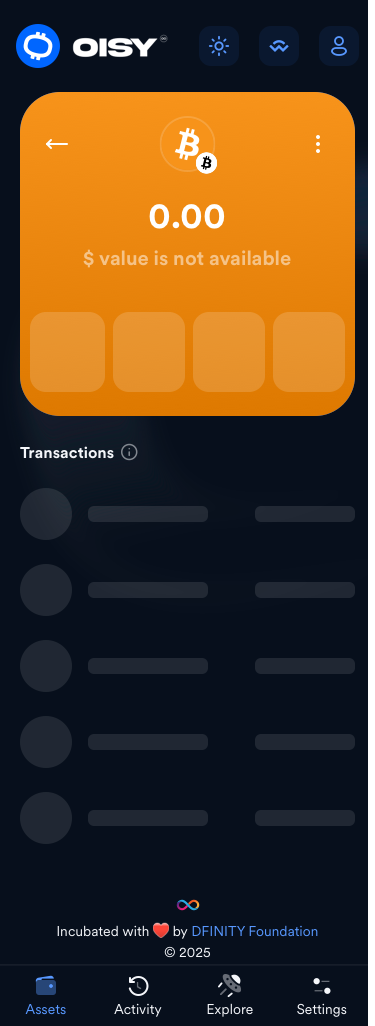 OISY
0.00
$ value is not available
Transactions
Incubated with ❤️ by DFINITY Foundation
© 2025
Assets
Activity
Explore
Settings